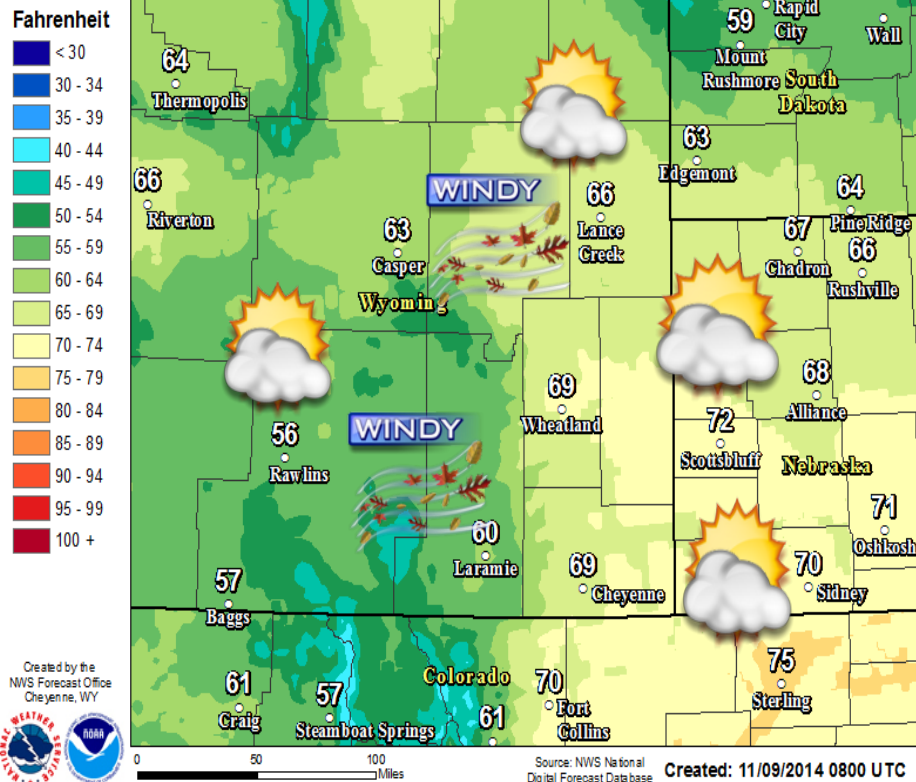 Fahrenheit
< 30
30 - 34
35 - 39
40 - 44
45 - 49
50 - 54
55 - 59
60 - 64
65 - 69
70 - 74
75 - 79
80 - 84
85 - 89
90 - 94
95 - 99
100 +
Created by the
NWS Forecast Office
Cheyenne, WY
NATIONAL WEATHER SERVICE
NOAA
64
Thermopolis
59
Mount
Rushmore
Rapid
City
Wall
South
Dakota
66
Riverton
WINDY
63
Casper
66
Lance
Creek
63
Edgemont
64
Pine Ridge
67
Chadron
66
Rushville
Wyoming
69
Wheatland
68
Alliance
56
Rawlins
WINDY
72
Scottsbluff
Nebraska
60
Laramie
71
Oshkosh
57
Baggs
69
Cheyenne
70
Sidney
Colorado
61
Craig
57
Steamboat Springs
61
70
Fort
Collins
75
Sterling
0 50 100
Miles
Source: NWS National
Digital Forecast Database
Created: 11/09/2014 0800 UTC